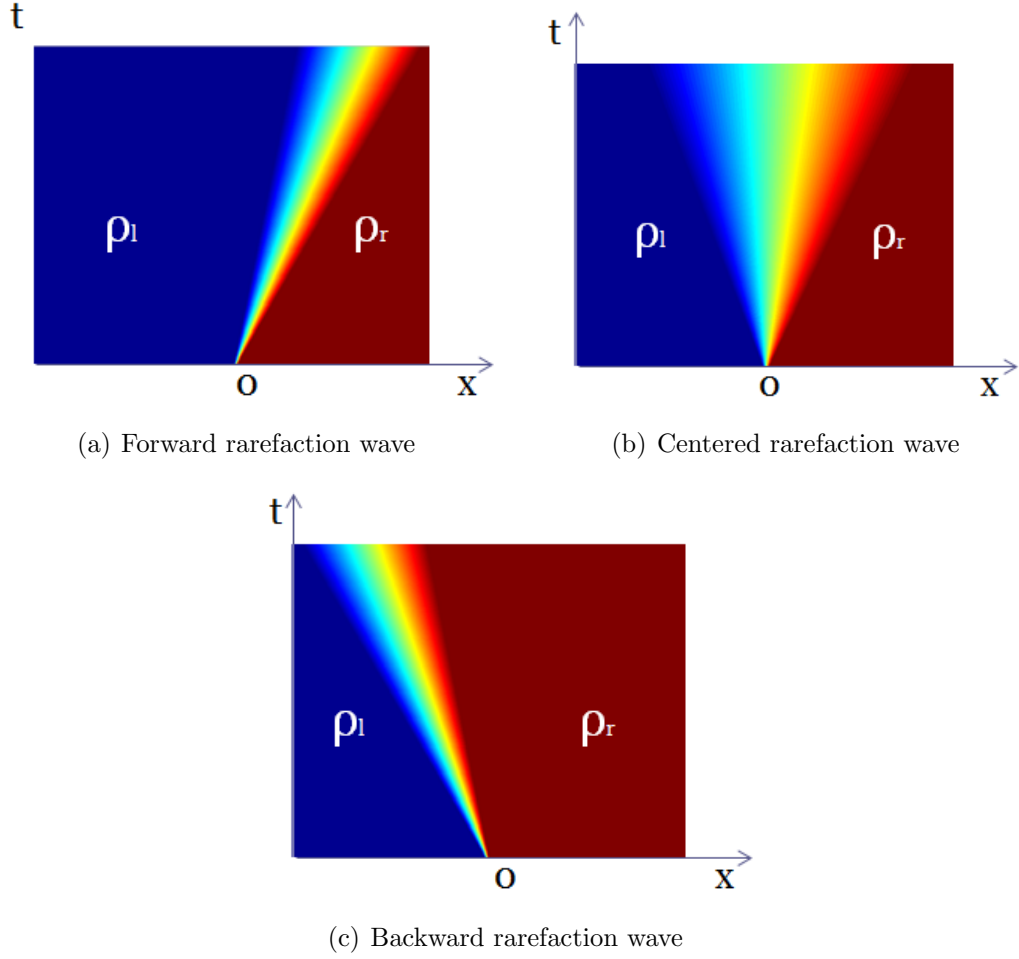 t
t
ρl
ρr
ρl
ρr
o
x
o
x
(a) Forward rarefaction wave
(b) Centered rarefaction wave
t
ρl
ρr
o
x
(c) Backward rarefaction wave